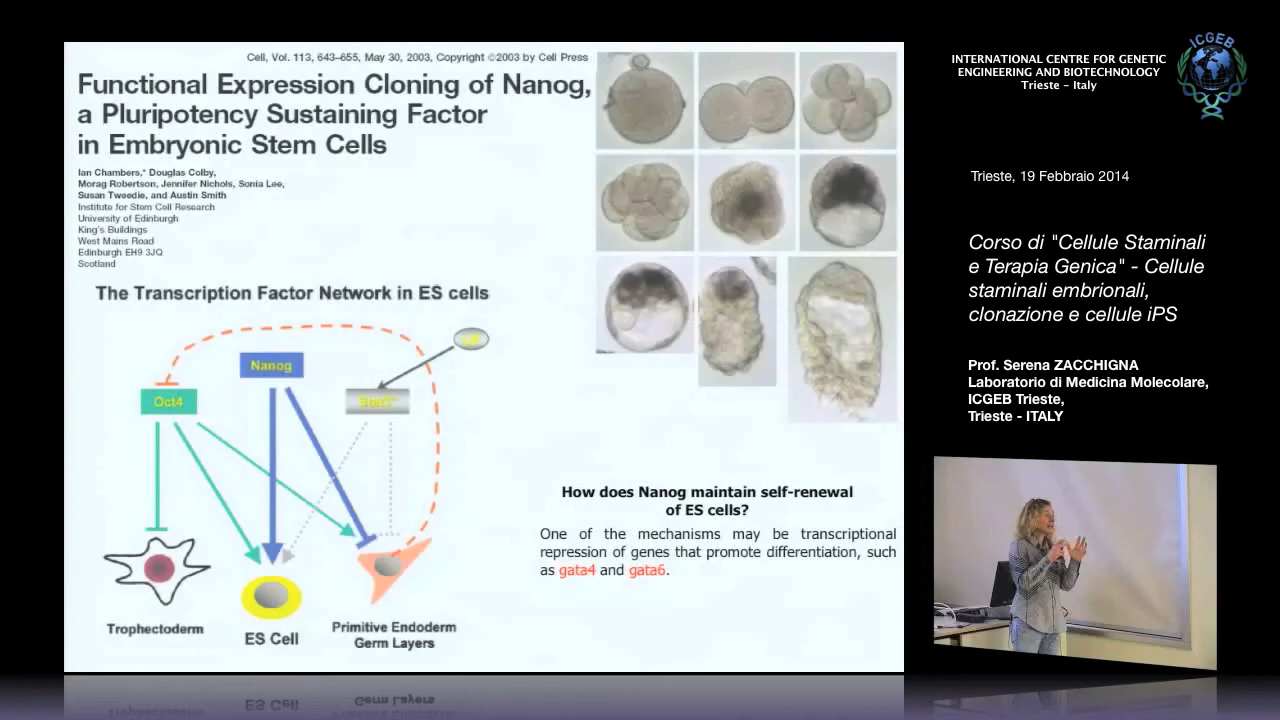 Cell, Vol. 113, 643–655, May 30, 2003, Copyright ©2003 by Cell Press
Functional Expression Cloning of Nanog,
a Pluripotency Sustaining Factor
in Embryonic Stem Cells
Ian Chambers,* Douglas Colby,
Morag Robertson, Jennifer Nichols, Sonia Lee,
Susan Tweedie, and Austin Smith
Institute for Stem Cell Research
University of Edinburgh
King's Buildings
West Mains Road
Edinburgh EH9 3JQ
Scotland
The Transcription Factor Network in ES cells
Nanog
Oct4
Trophectoderm
ES Cell
Primitive Endoderm
Germ Layers
How does Nanog maintain self-renewal
of ES cells?
One of the mechanisms may be transcriptional
repression of genes that promote differentiation, such
as gata4 and gata6.
INTERNATIONAL CENTRE FOR GENETIC
ENGINEERING AND BIOTECHNOLOGY
Trieste – Italy
ICGEB
Trieste, 19 Febbraio 2014
Corso di "Cellule Staminali
e Terapia Genica" - Cellule
staminali embrionali,
clonazione e cellule iPS
Prof. Serena ZACCHIGNA
Laboratorio di Medicina Molecolare,
ICGEB Trieste,
Trieste - ITALY